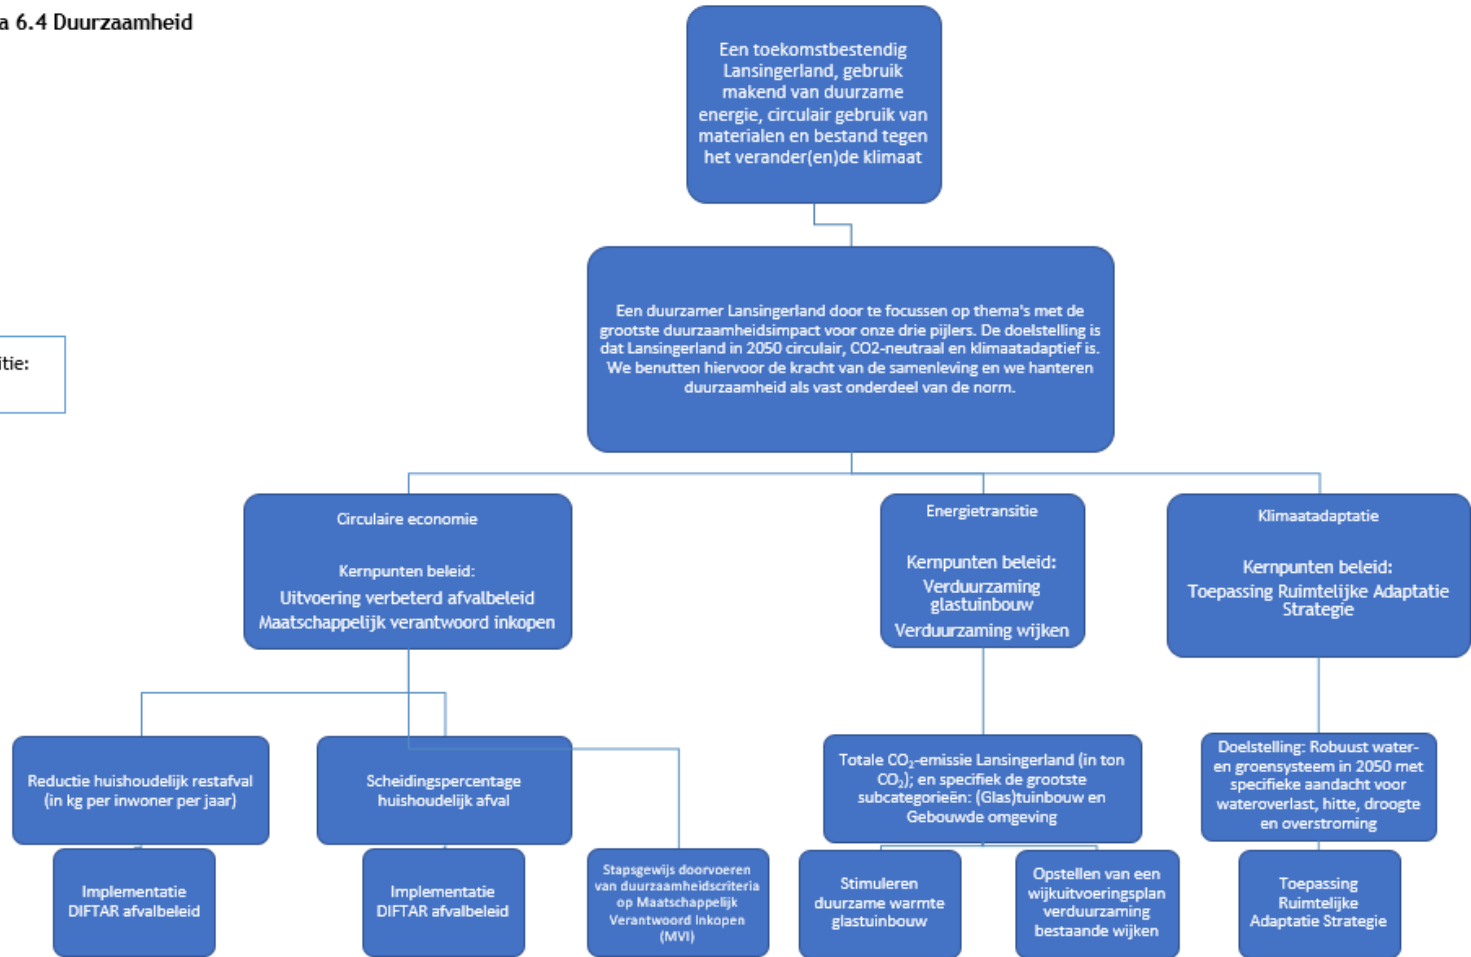 a 6.4 Duurzaamheid
Een toekomstbestendig
Lansingerland, gebruik
makend van duurzame
energie, circulair gebruik van
materialen en bestand tegen
het verander(en)de klimaat
Een duurzamer Lansingerland door te focussen op thema's met de
grootste duurzaamheidsimpact voor onze drie pijlers. De doelstelling is
dat Lansingerland in 2050 circulair, CO2-neutraal en klimaatadaptief is.
We benutten hiervoor de kracht van de samenleving en we hanteren
duurzaamheid als vast onderdeel van de norm.
itie:
Circulaire economie
Kernpunten beleid:
Uitvoering verbeterd afvalbeleid
Maatschappelijk verantwoord inkopen
Energietransitie
Kernpunten beleid:
Verduurzaming
glastuinbouw
Verduurzaming wijken
Klimaatadaptatie
Kernpunten beleid:
Toepassing Ruimtelijke Adaptatie
Strategie
Reductie huishoudelijk restafval
(in kg per inwoner per jaar)
Scheidingspercentage
huishoudelijk afval
Totale CO₂-emissie Lansingerland (in ton
CO₂); en specifiek de grootste
subcategorieën: (Glas)tuinbouw en
Gebouwde omgeving
Doelstelling: Robuust water-
en groensysteem in 2050 met
specifieke aandacht voor
wateroverlast, hitte, droogte
en overstroming
Implementatie
DIFTAR afvalbeleid
Implementatie
DIFTAR afvalbeleid
Stapsgewijs doorvoeren
van duurzaamheidscriteria
op Maatschappelijk
Verantwoord Inkopen
(MVI)
Stimuleren
duurzame warmte
glastuinbouw
Opstellen van een
wijkuitvoeringsplan
verduurzaming
bestaande wijken
Toepassing
Ruimtelijke
Adaptatie Strategie